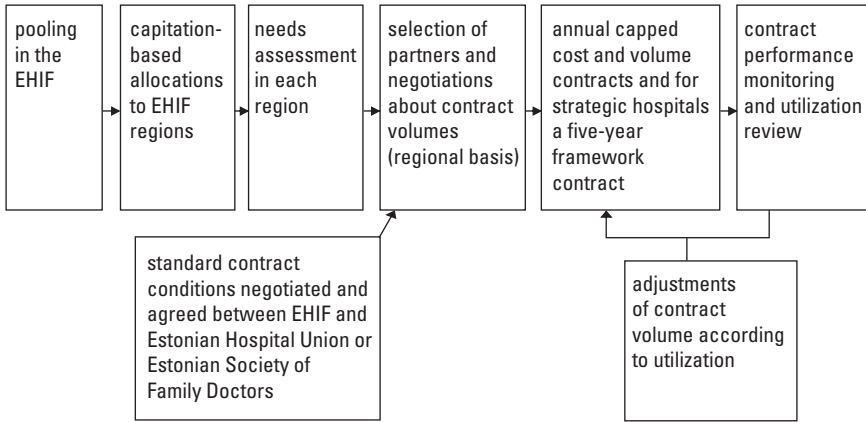 pooling
in the
EHIF
capitation-
based
allocations
to EHIF
regions
needs
assessment
in each
region
selection of
partners and
negotiations
about contract
volumes
(regional basis)
annual capped
cost and volume
contracts and for
strategic hospitals
a five-year
framework
contract
contract
performance
monitoring
and utilization
review
standard contract
conditions negotiated and
agreed between EHIF and
Estonian Hospital Union or
Estonian Society of
Family Doctors
adjustments
of contract
volume according
to utilization